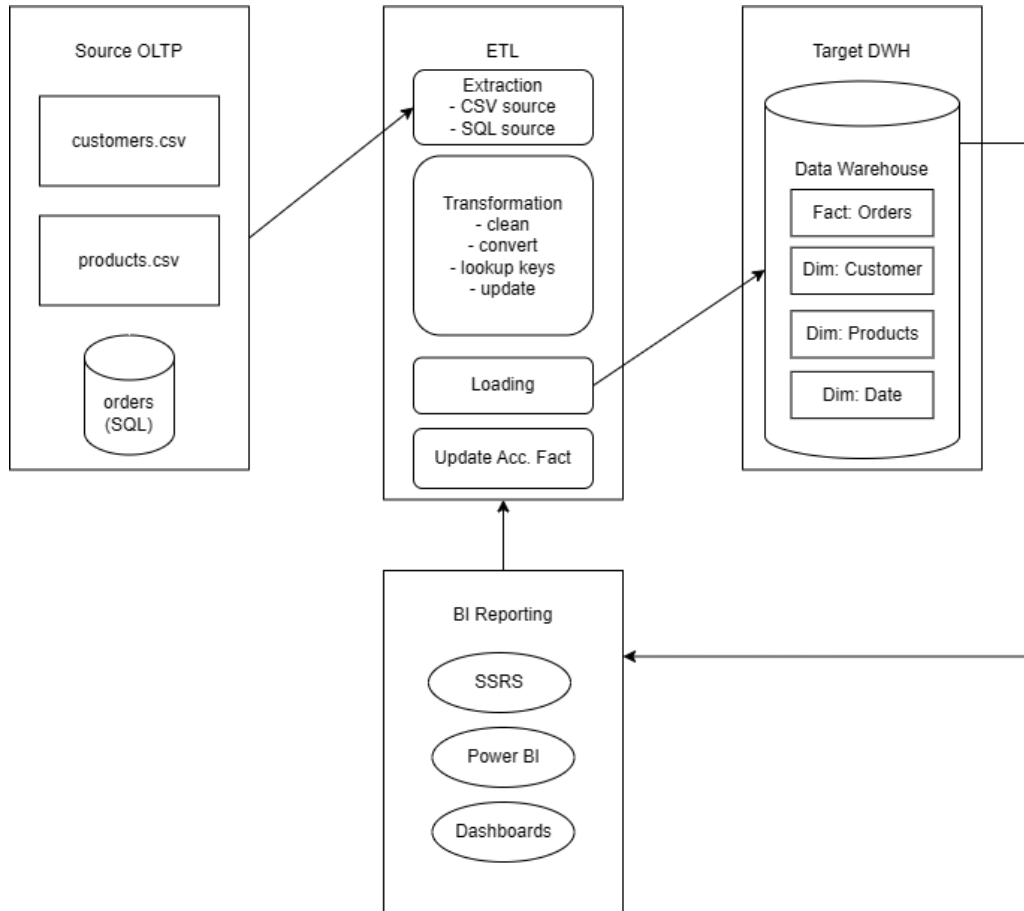 Source OLTP
customers.csv
products.csv
orders
(SQL)
ETL
Extraction
- CSV source
- SQL source
Transformation
- clean
- convert
- lookup keys
- update
Loading
Update Acc. Fact
Target DWH
Data Warehouse
Fact: Orders
Dim: Customer
Dim: Products
Dim: Date
BI Reporting
SSRS
Power BI
Dashboards